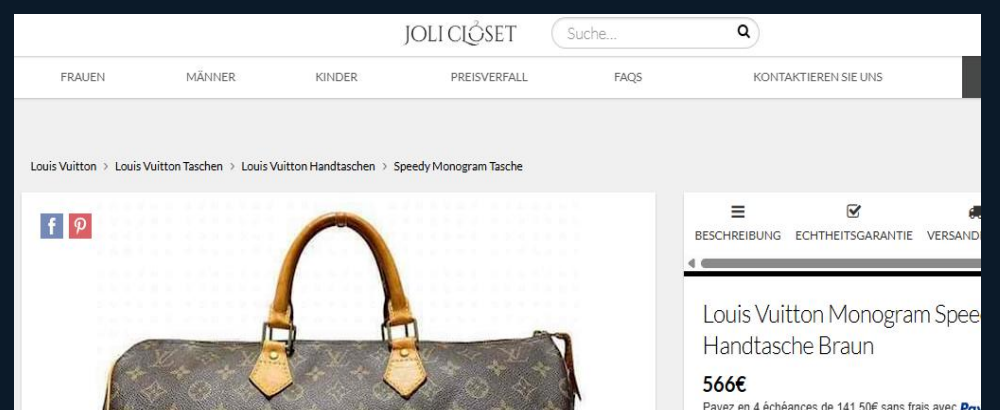 JOLI CLOSET
Suche...
FRAUEN MÄNNER KINDER PREISVERFALL FAQS KONTAKTIEREN SIE UNS
Louis Vuitton > Louis Vuitton Taschen > Louis Vuitton Handtaschen > Speedy Monogram Tasche
BESCHREIBUNG ECHTHEITSGARANTIE
Louis Vuitton Monogram
Handtasche Braun
566€
Payez en 4 échéances de 141,50€ sans frais avec